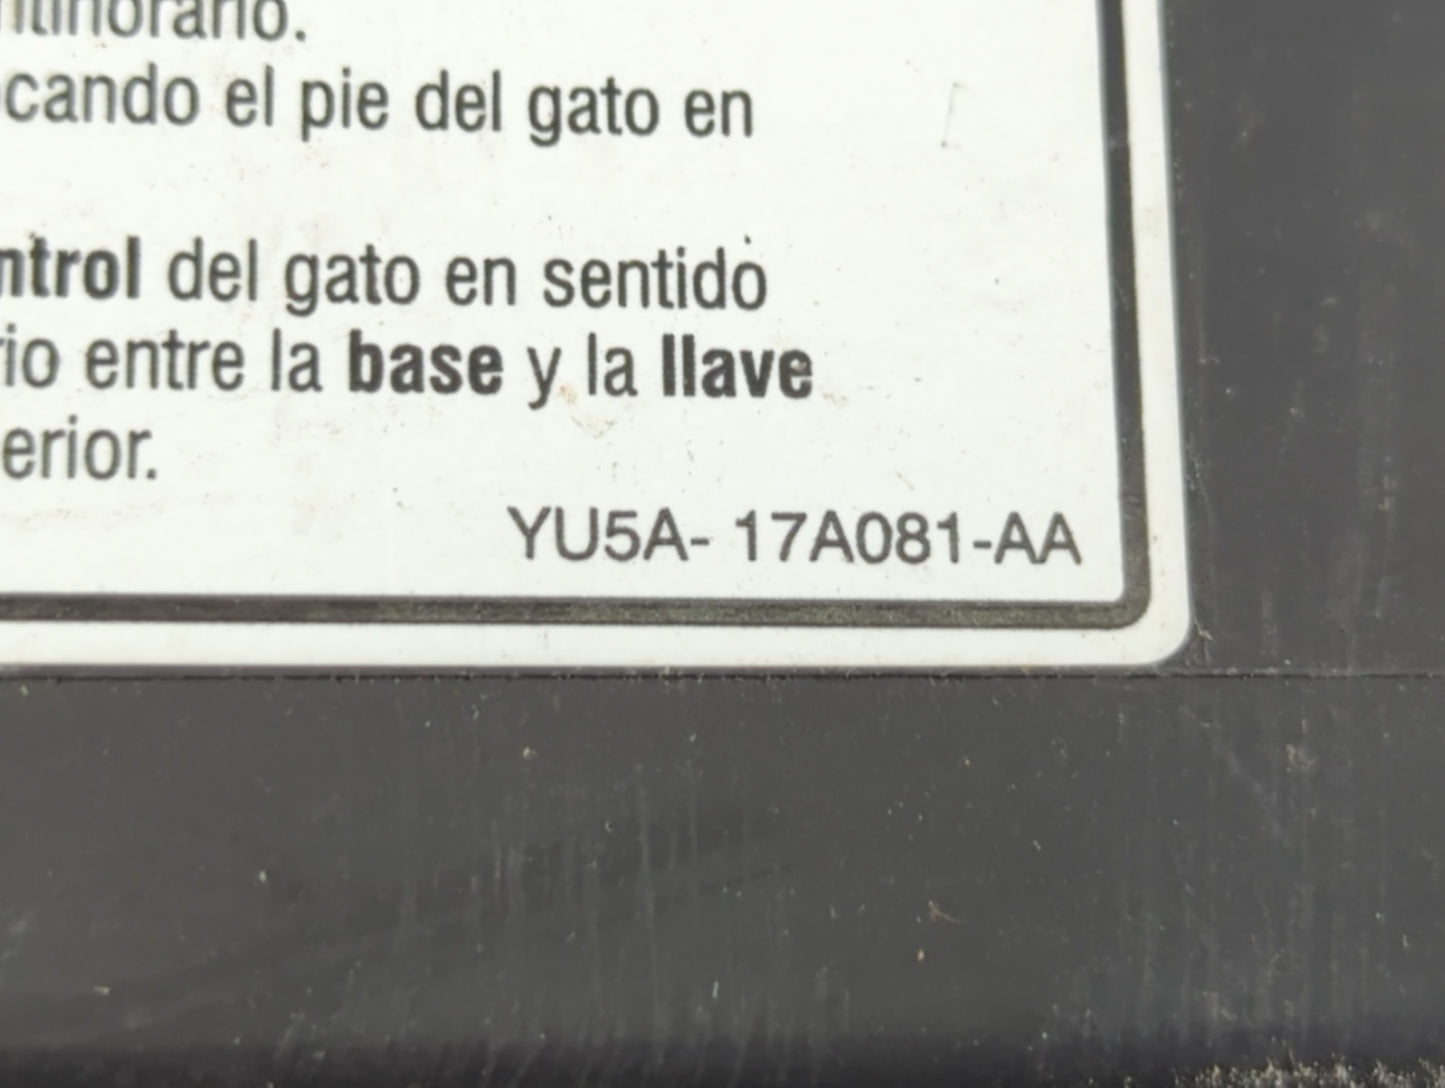 ntihorario.
cando el pie del gato en
ntrol del gato en sentido
rio entre la base y la llave
erior.
YU5A- 17A081-AA